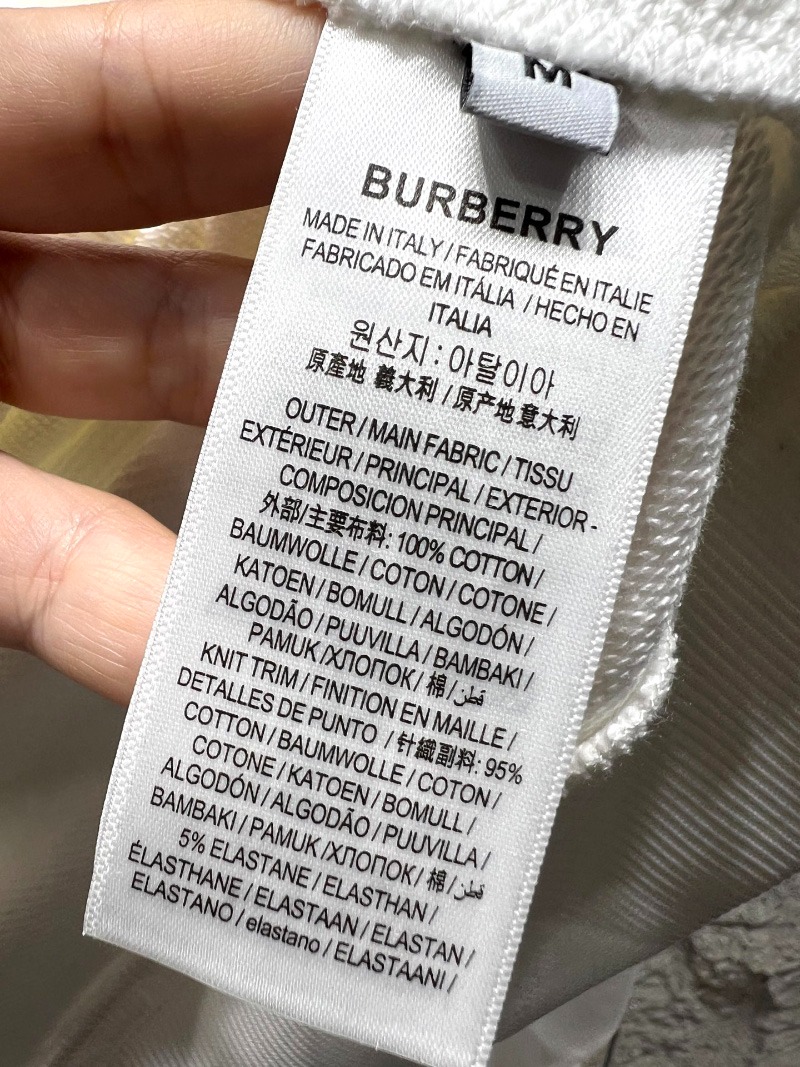 M
BURBERRY
MADE IN ITALY / FABRIQUÉ EN ITALIE
FABRICADO EM ITÁLIA / HECHO EN
ITALIA
원산지 : 아탈이아
原產地 義大利 / 原产地 意大利
OUTER / MAIN FABRIC / TISSU
EXTÉRIEUR / PRINCIPAL / EXTERIOR -
COMPOSICION PRINCIPAL /
外部/主要布料: 100% COTTON /
BAUMWOLLE / COTON / COTONE /
KATOEN / BOMULL / ALGODÓN /
ALGODÃO / PUUVILLA / BAMBAKI /
PAMUK / ХЛОПОК / 棉 / قطن
KNIT TRIM / FINITION EN MAILLE /
DETALLES DE PUNTO / 针織副料: 95%
COTTON / BAUMWOLLE / COTON /
COTONE / KATOEN / BOMULL /
ALGODÓN / ALGODÃO / PUUVILLA /
BAMBAKI / PAMUK / ХЛОПОК / 棉 / قطن
5% ELASTANE / ELASTHAN /
ÉLASTHANE / ELASTAAN / ELASTAN /
ELASTANO / elastano / ELASTAANI /